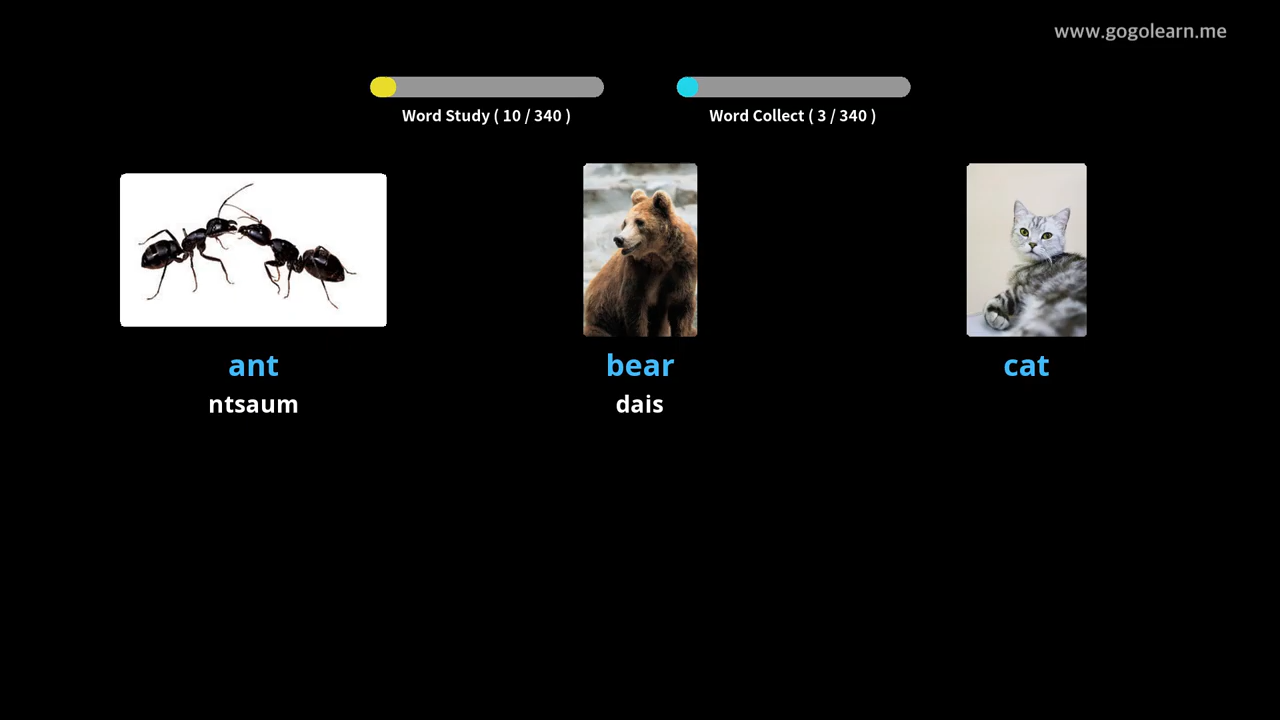 www.gogolearn.me
Word Study ( 10 / 340 )
Word Collect ( 3 / 340 )
ant
bear
cat
ntsaum
dais